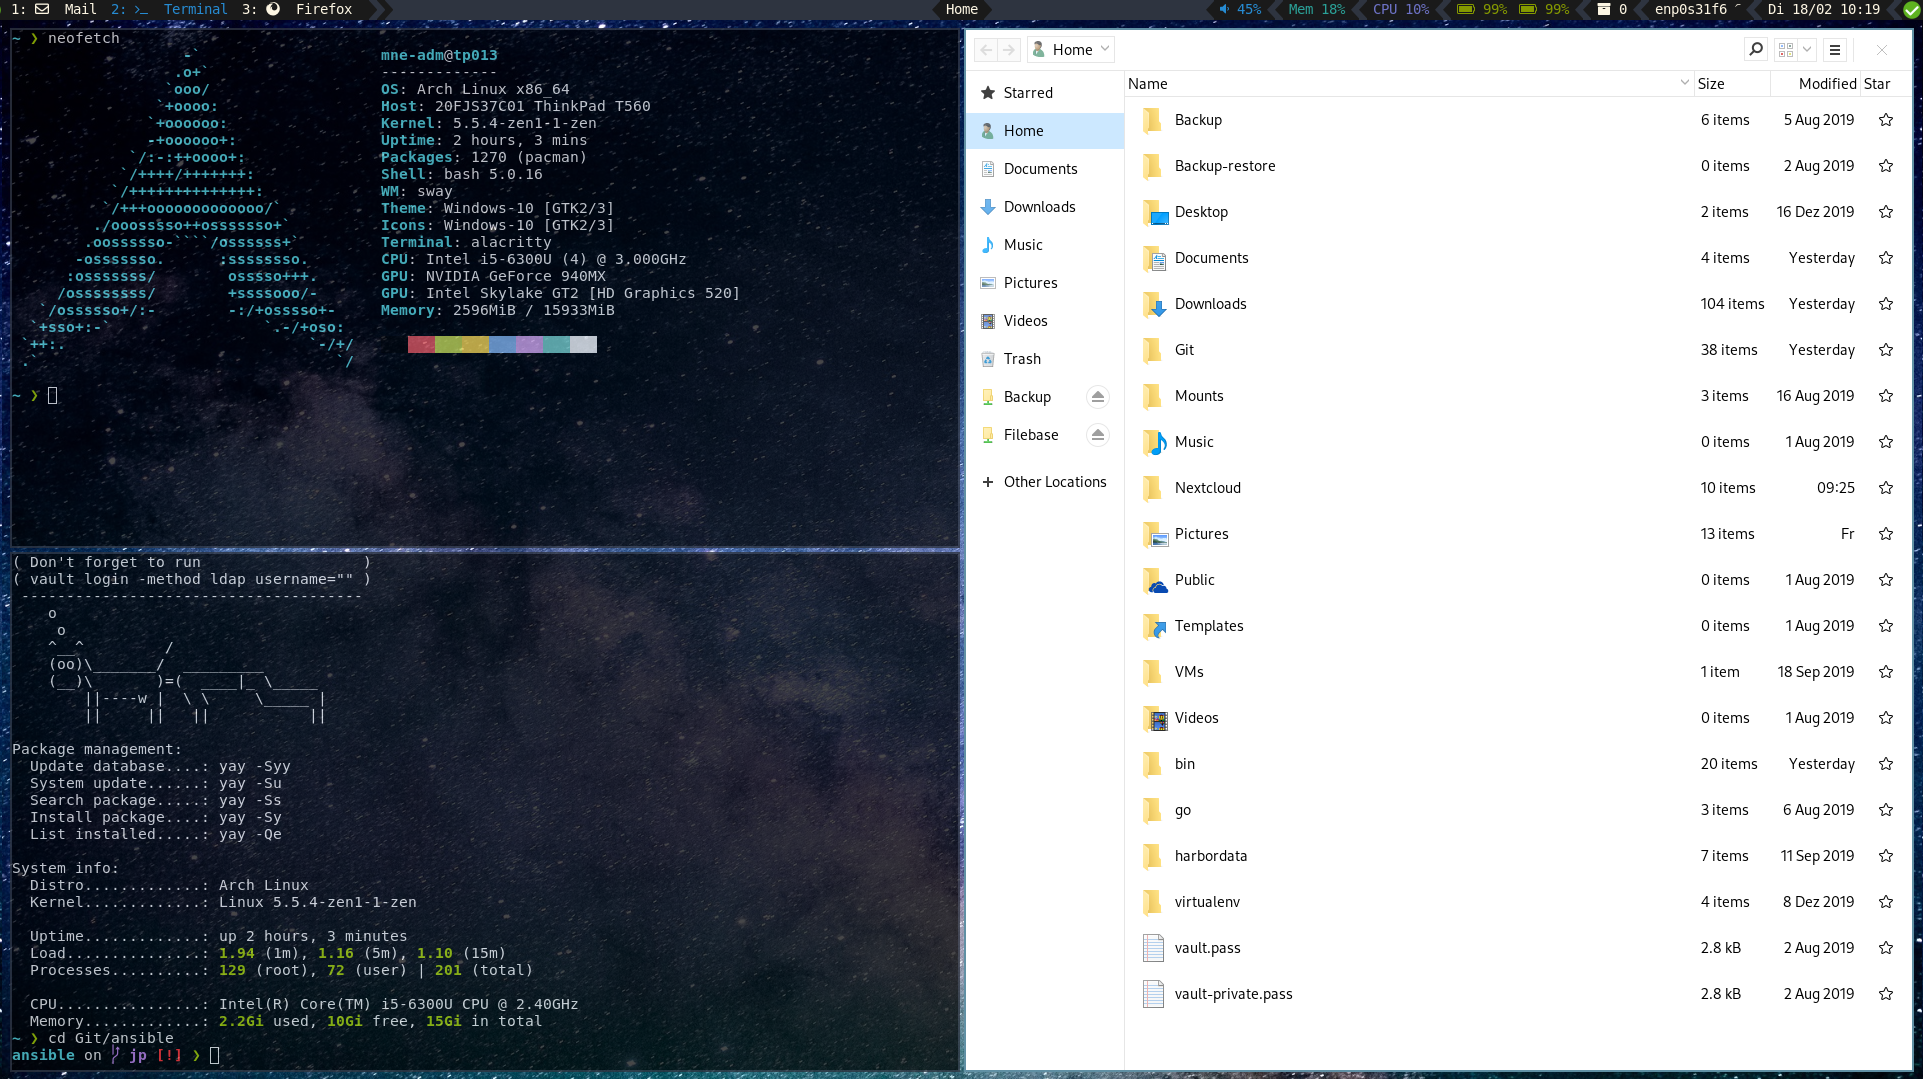 1: Mail 2: >_ Terminal 3: Firefox
Home
45% Mem 18% CPU 10% 99% 99% 0 enp0s31f6 Di 18/02 10:19
~ ❯ neofetch
mne-adm@tp013
-------------
OS: Arch Linux x86_64
Host: 20FJS37C01 ThinkPad T560
Kernel: 5.5.4-zen1-1-zen
Uptime: 2 hours, 3 mins
Packages: 1270 (pacman)
Shell: bash 5.0.16
WM: sway
Theme: Windows-10 [GTK2/3]
Icons: Windows-10 [GTK2/3]
Terminal: alacritty
CPU: Intel i5-6300U (4) @ 3.000GHz
GPU: NVIDIA GeForce 940MX
GPU: Intel Skylake GT2 [HD Graphics 520]
Memory: 2596MiB / 15933MiB
~ ❯
( Don't forget to run )
( vault login -method ldap username="" )
Package management:
Update database....: yay -Syy
System update......: yay -Su
Search package.....: yay -Ss
Install package....: yay -Sy
List installed.....: yay -Qe
System info:
Distro.............: Arch Linux
Kernel.............: Linux 5.5.4-zen1-1-zen
Uptime.............: up 2 hours, 3 minutes
Load...............: 1.94 (1m), 1.16 (5m), 1.10 (15m)
Processes..........: 129 (root), 72 (user) | 201 (total)
CPU................: Intel(R) Core(TM) i5-6300U CPU @ 2.40GHz
Memory.............: 2.2Gi used, 10Gi free, 15Gi in total
~ ❯ cd Git/ansible
ansible on jp [!] ❯
Home
Starred
Home
Documents
Downloads
Music
Pictures
Videos
Trash
Backup
Filebase
+ Other Locations
Name Size Modified Star
Backup 6 items 5 Aug 2019
Backup-restore 0 items 2 Aug 2019
Desktop 2 items 16 Dez 2019
Documents 4 items Yesterday
Downloads 104 items Yesterday
Git 38 items Yesterday
Mounts 3 items 16 Aug 2019
Music 0 items 1 Aug 2019
Nextcloud 10 items 09:25
Pictures 13 items Fr
Public 0 items 1 Aug 2019
Templates 0 items 1 Aug 2019
VMs 1 item 18 Sep 2019
Videos 0 items 1 Aug 2019
bin 20 items Yesterday
go 3 items 6 Aug 2019
harbordata 7 items 11 Sep 2019
virtualenv 4 items 8 Dez 2019
vault.pass 2.8 kB 2 Aug 2019
vault-private.pass 2.8 kB 2 Aug 2019